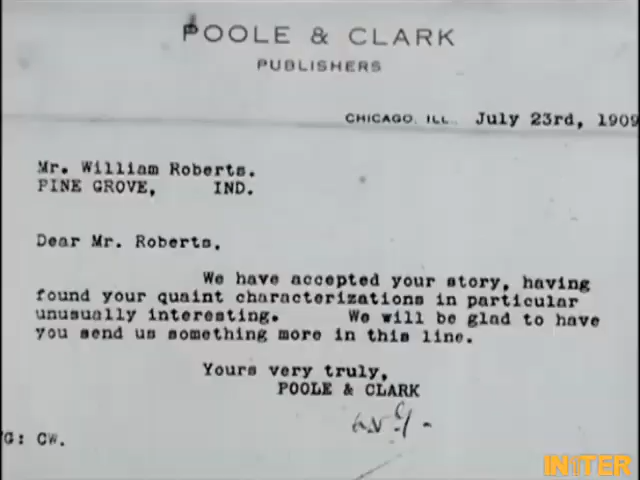 POOLE & CLARK
PUBLISHERS
CHICAGO, ILL. July 23rd, 1909
Mr. William Roberts.
PINE GROVE, IND.
Dear Mr. Roberts.
We have accepted your story, having
found your quaint characterizations in particular
unusually interesting. We will be glad to have
you send us something more in this line.
Yours very truly,
POOLE & CLARK
G: CW.
IN1TER